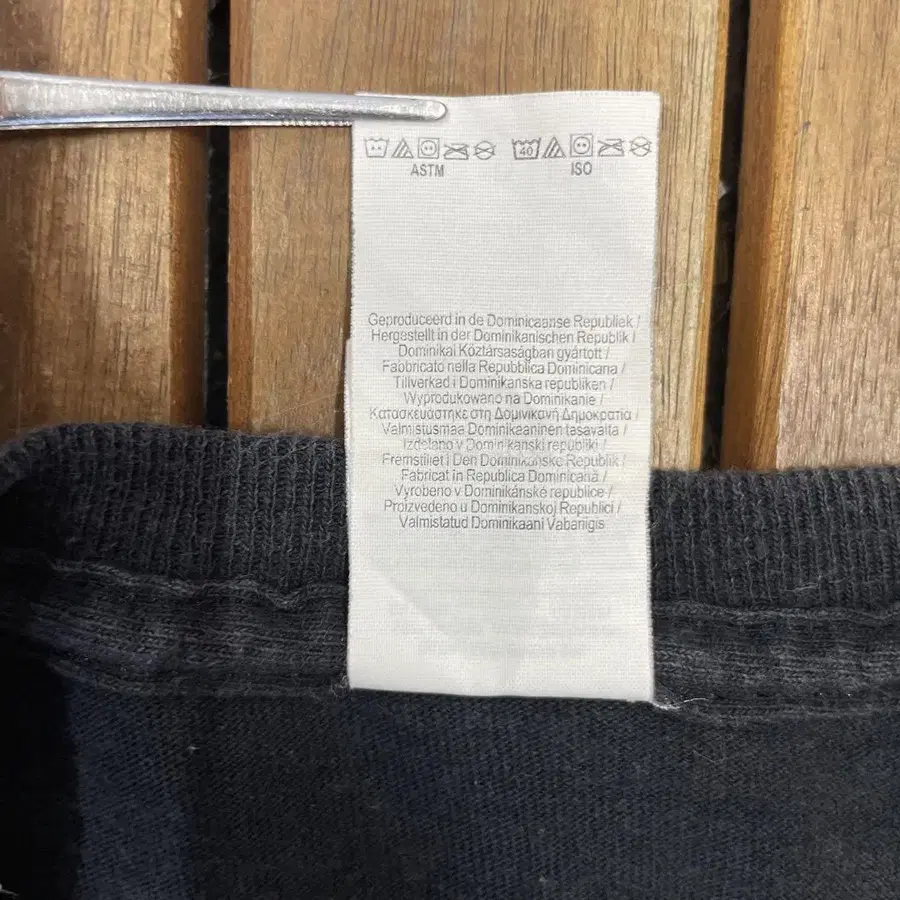 40
ASTM ISO
Geproduceerd in de Dominicaanse Republiek /
Hergestellt in der Dominikanischen Republik /
Dominikai Köztársaságban gyártott /
Fabbricato nella Repubblica Dominicana /
Tillverkad i Dominikanska republiken /
Wyprodukowano na Dominikanie /
Κατασκευάστηκε στη Δομινικανή Δημοκρατία /
Valmistusmaa Dominikaaninen tasavalta /
Izdelano v Dominikanski republiki /
Fremstillet i Den Dominikanske Republik /
Fabricat în Republica Dominicană /
Vyrobeno v Dominikánské republice /
Proizvedeno u Dominikanskoj Republici /
Valmistatud Dominikaani Vabariigis